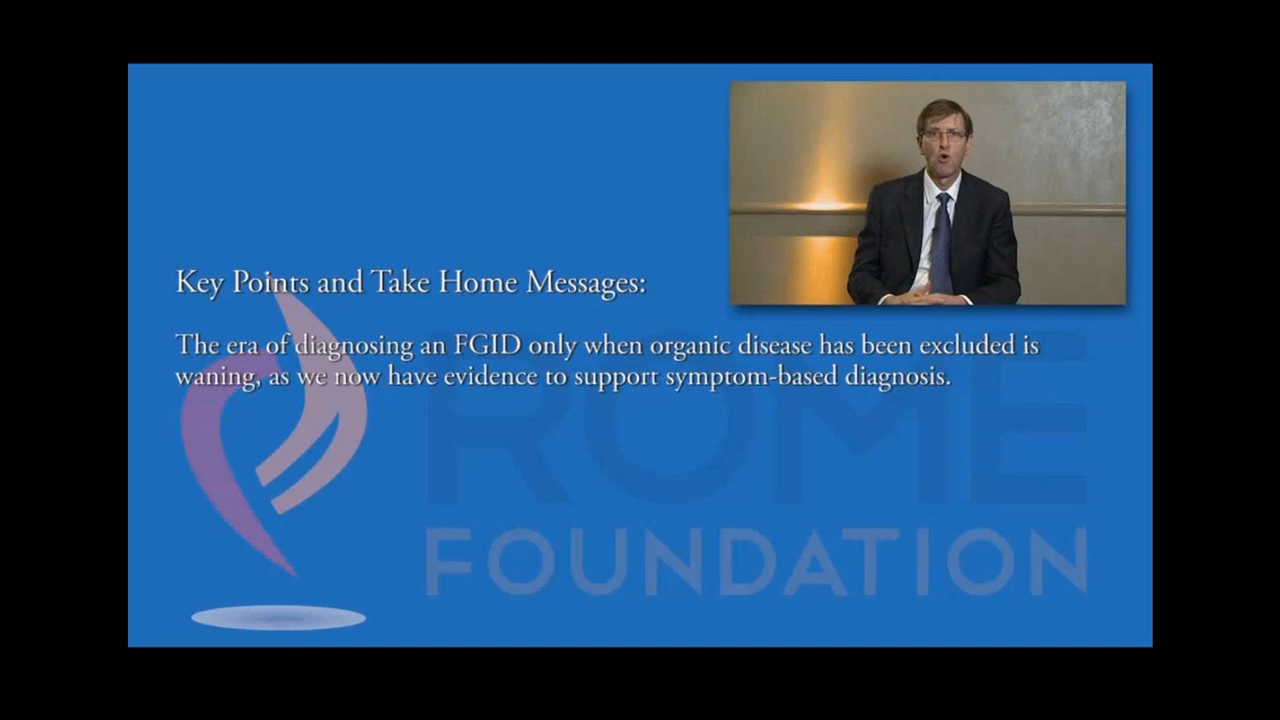 Key Points and Take Home Messages:
The era of diagnosing an FGID only when organic disease has been excluded is
waning, as we now have evidence to support symptom-based diagnosis.
ROME
FOUNDATION